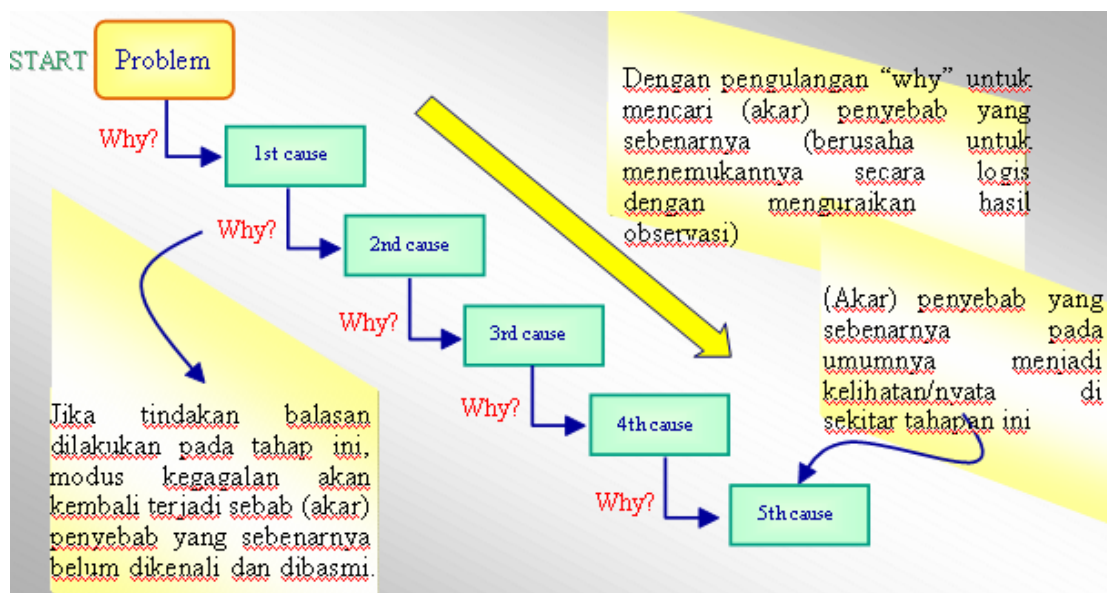 START
Problem
Why?
1st cause
Why?
2nd cause
Why?
3rd cause
Why?
4th cause
Why?
5th cause
Dengan pengulangan “why” untuk
mencari (akar) penyebab yang
sebenarnya (berusaha untuk
menemukannya secara logis
dengan menguraikan hasil
observasi)
(Akar) penyebab yang
sebenarnya pada
umumnya menjadi
kelihatan/nyata di
sekitar tahapan ini
Jika tindakan balasan
dilakukan pada tahap ini,
modus kegagalan akan
kembali terjadi sebab (akar)
penyebab yang sebenarnya
belum dikenali dan dibasmi.